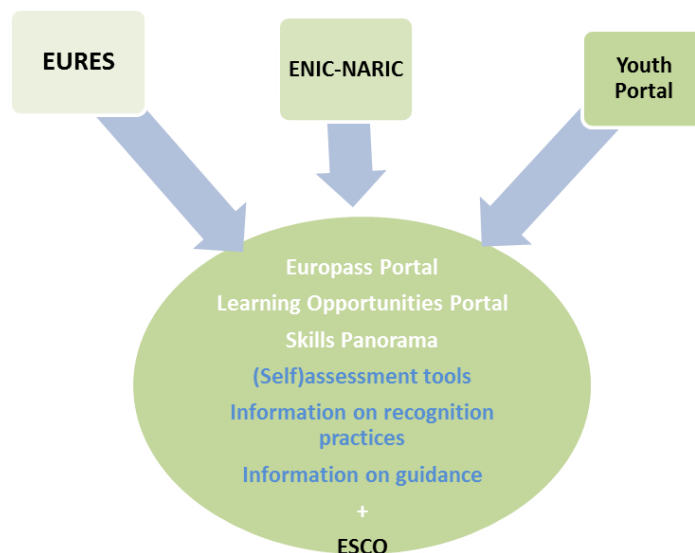 EURES
ENIC-NARIC
Youth
Portal
Europass Portal
Learning Opportunities Portal
Skills Panorama
(Self)assessment tools
Information on recognition
practices
Information on guidance
+
ESCO